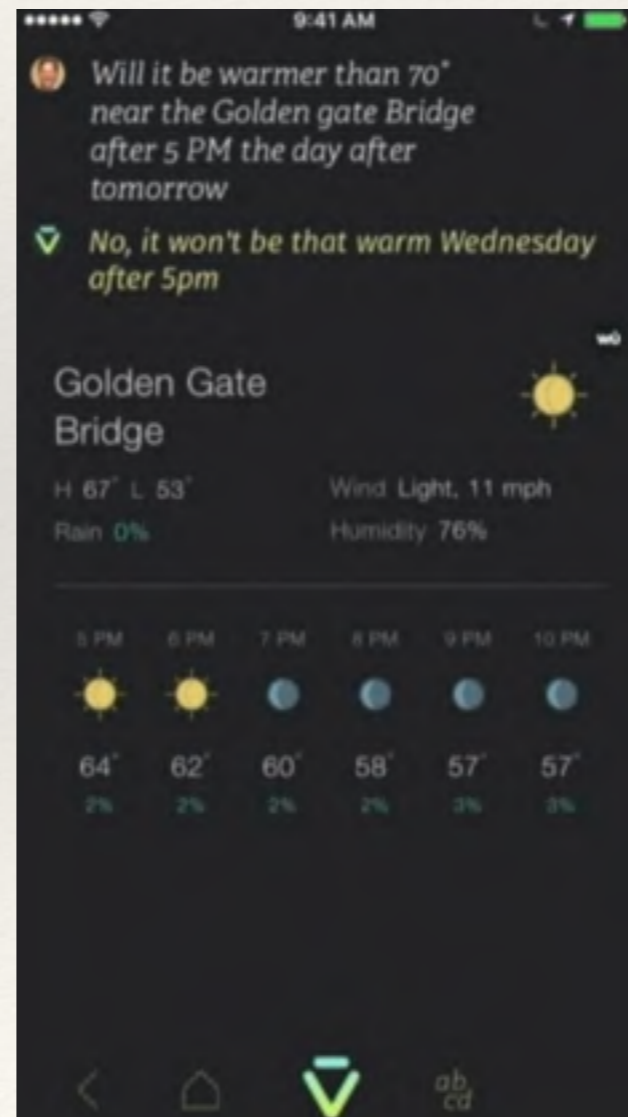 9:41 AM
Will it be warmer than 70°
near the Golden gate Bridge
after 5 PM the day after
tomorrow
No, it won't be that warm Wednesday
after 5pm
wu
Golden Gate
Bridge
H 67° L 53° Wind Light, 11 mph
Rain 0% Humidity 76%
5 PM 6 PM 7 PM 8 PM 9 PM 10 PM
64° 62° 60° 58° 57° 57°
2% 2% 2% 2% 3% 3%
ab
cd